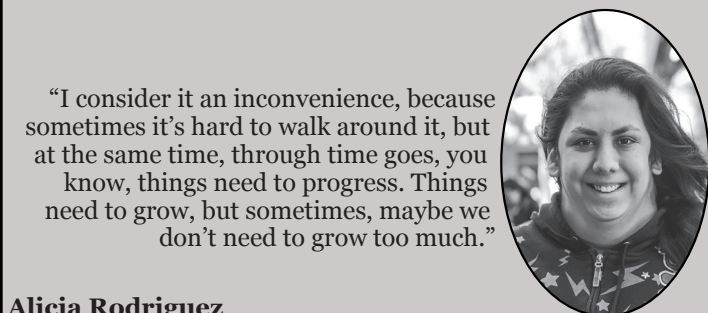 “I consider it an inconvenience, because
sometimes it’s hard to walk around it, but
at the same time, through time goes, you
know, things need to progress. Things
need to grow, but sometimes, maybe we
don’t need to grow too much.”
Alicia Rodriguez